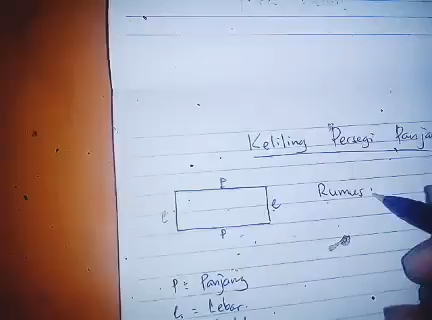 Keliling Persegi Panja
P
Rumus :
l
l
P
P = Panjang
l = Lebar